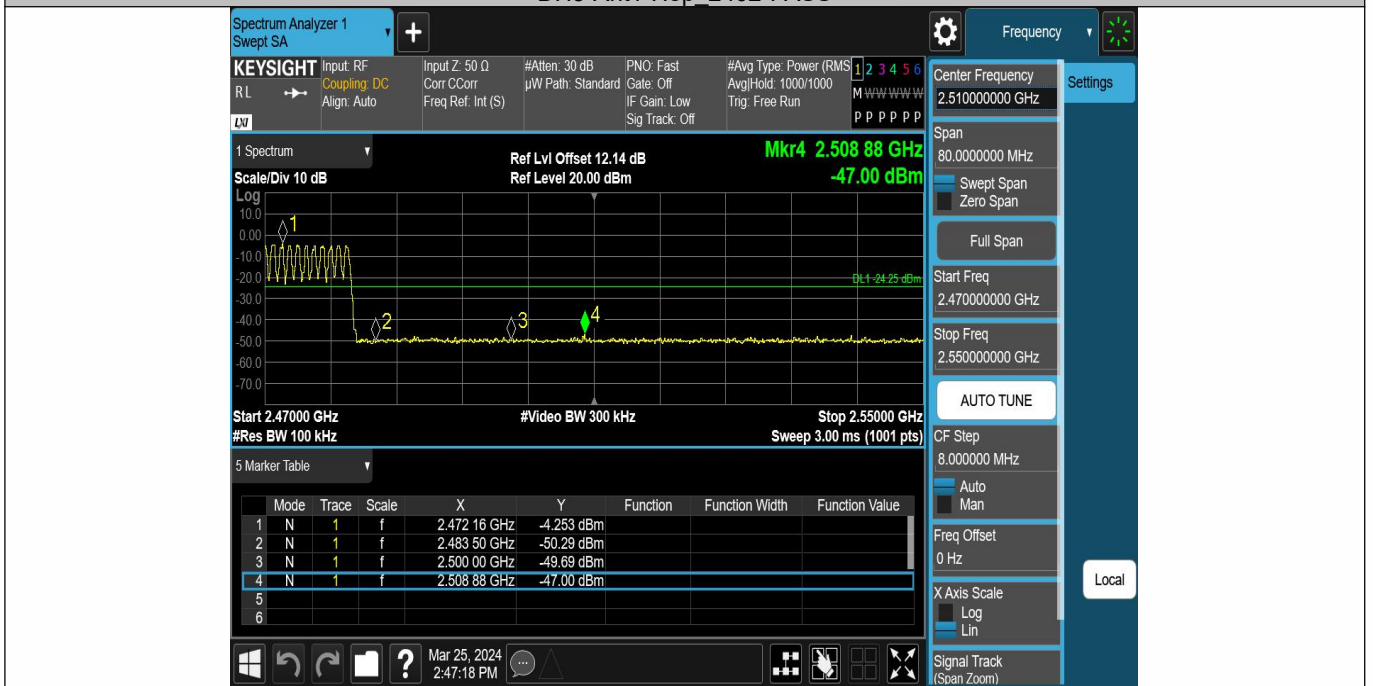 Spectrum Analyzer 1
Swept SA
+
Frequency
KEYSIGHT Input: RF Input Z: 50 Ω #Atten: 30 dB PNO: Fast #Avg Type: Power (RMS 1 2 3 4 5 6
RL Coupling: DC Corr CCorr µW Path: Standard Gate: Off Avg|Hold: 1000/1000 M W W W W W
Align: Auto Freq Ref: Int (S) IF Gain: Low Trig: Free Run
LXI Sig Track: Off P P P P P P
Center Frequency Settings
2.510000000 GHz
Span
80.0000000 MHz
Swept Span
Zero Span
Full Span
Start Freq
2.470000000 GHz
Stop Freq
2.550000000 GHz
AUTO TUNE
CF Step
8.000000 MHz
Auto
Man
Freq Offset
0 Hz
Local
X Axis Scale
Log
Lin
Signal Track
(Span Zoom)
1 Spectrum Ref Lvl Offset 12.14 dB Mkr4 2.508 88 GHz
Scale/Div 10 dB Ref Level 20.00 dBm -47.00 dBm
Log
10.0
1
0.00
-10.0
-20.0 DL1 -24.25 dBm
-30.0
-40.0 2 3 4
-50.0
-60.0
-70.0
Start 2.47000 GHz #Video BW 300 kHz Stop 2.55000 GHz
#Res BW 100 kHz Sweep 3.00 ms (1001 pts)
5 Marker Table
Mode Trace Scale X Y Function Function Width Function Value
1 N 1 f 2.472 16 GHz -4.253 dBm
2 N 1 f 2.483 50 GHz -50.29 dBm
3 N 1 f 2.500 00 GHz -49.69 dBm
4 N 1 f 2.508 88 GHz -47.00 dBm
5
6
? Mar 25, 2024
2:47:18 PM